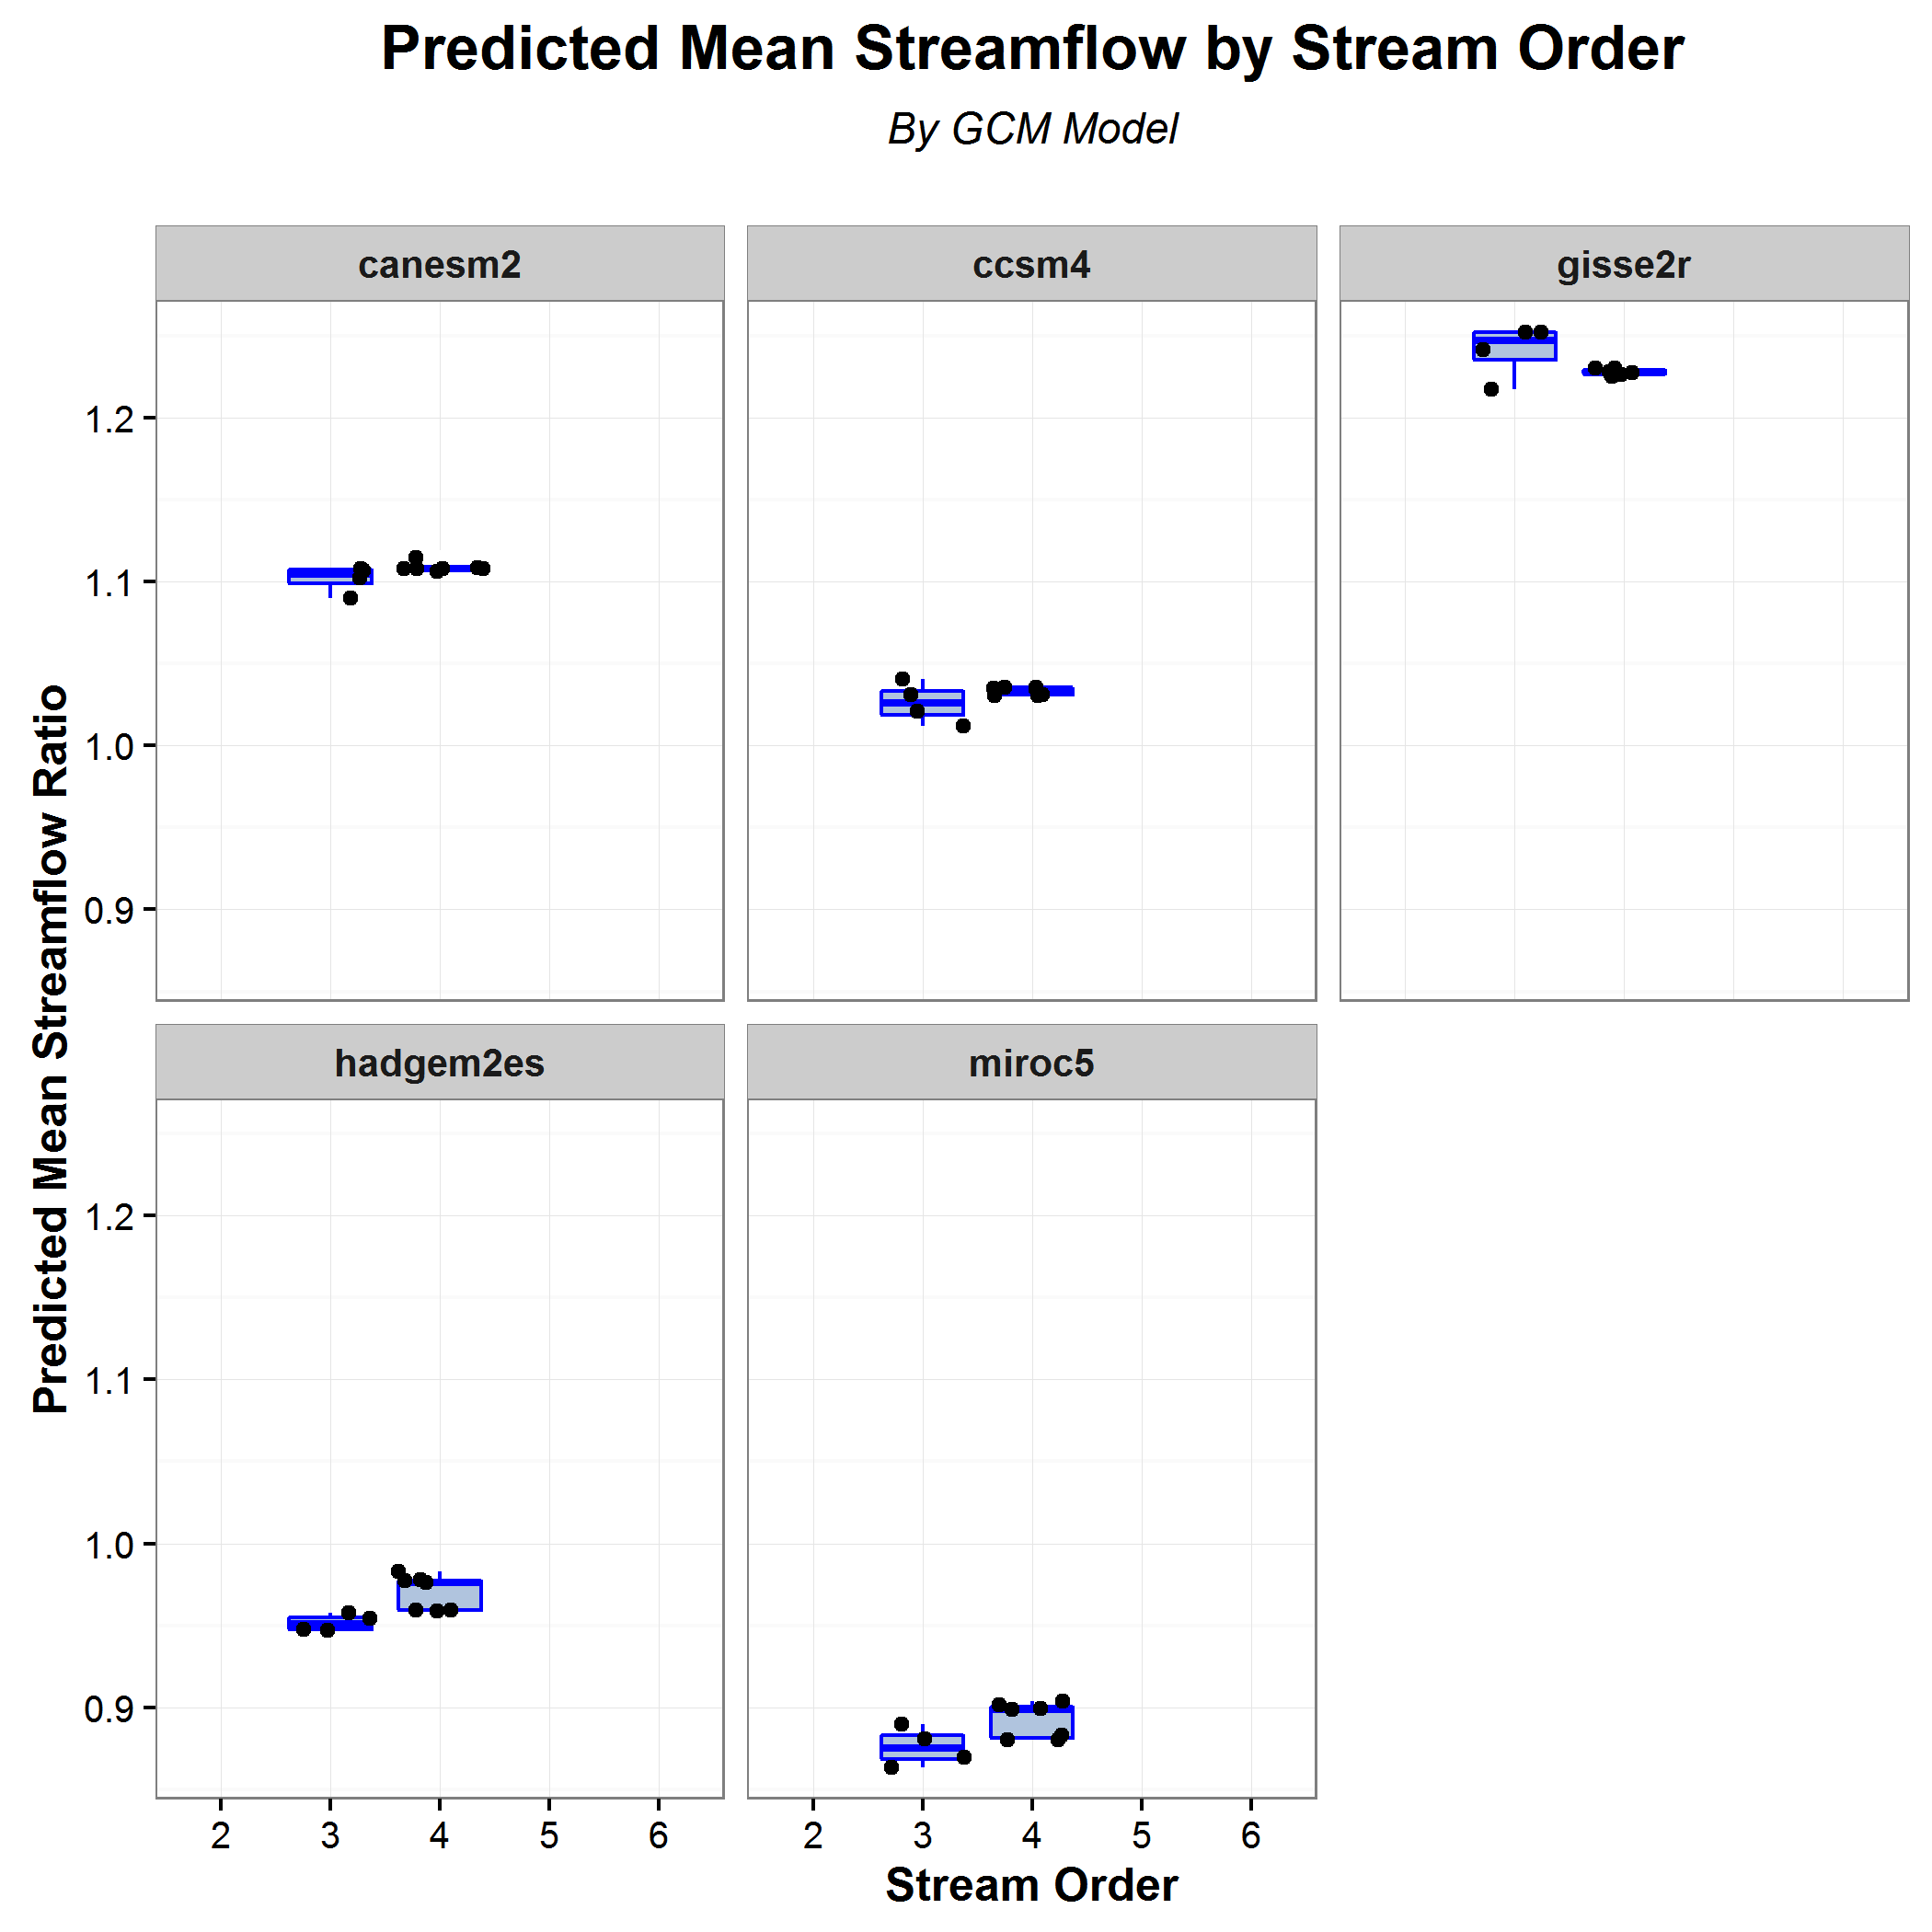 Predicted Mean Streamflow by Stream Order
By GCM Model
canesm2
ccsm4
gisse2r
1.2
1.1
1.0
0.9
Predicted Mean Streamflow Ratio
hadgem2es
miroc5
1.2
1.1
1.0
0.9
2 3 4 5 6
2 3 4 5 6
Stream Order